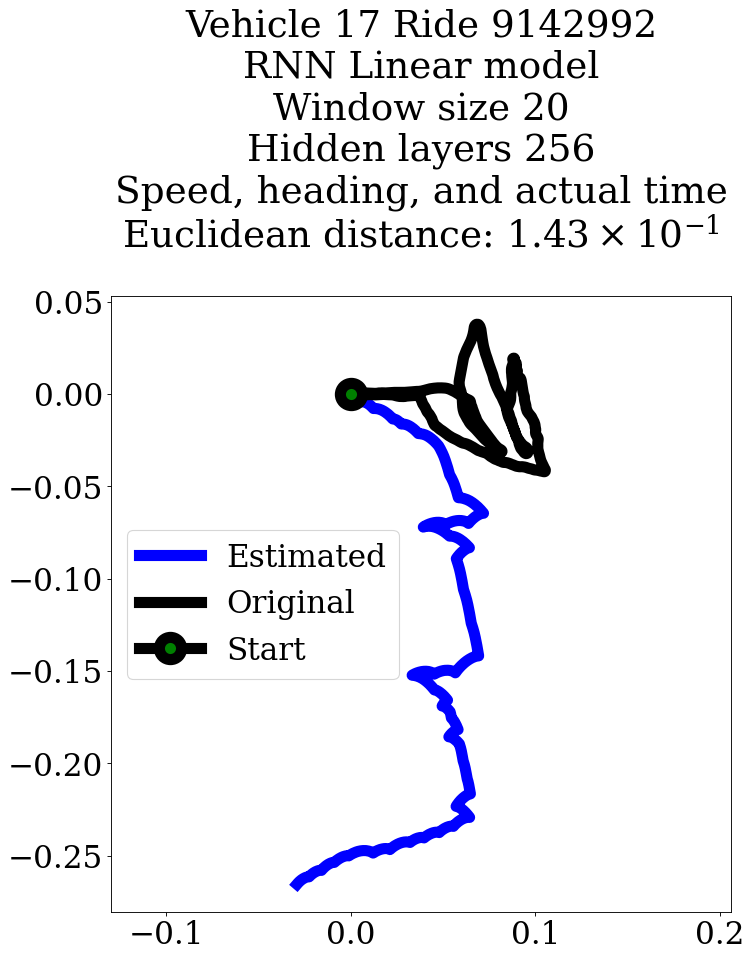 Vehicle 17 Ride 9142992
RNN Linear model
Window size 20
Hidden layers 256
Speed, heading, and actual time
Euclidean distance: 1.43 × 10⁻¹
0.05
0.00
−0.05
−0.10
−0.15
−0.20
−0.25
Estimated
Original
Start
−0.1
0.0
0.1
0.2